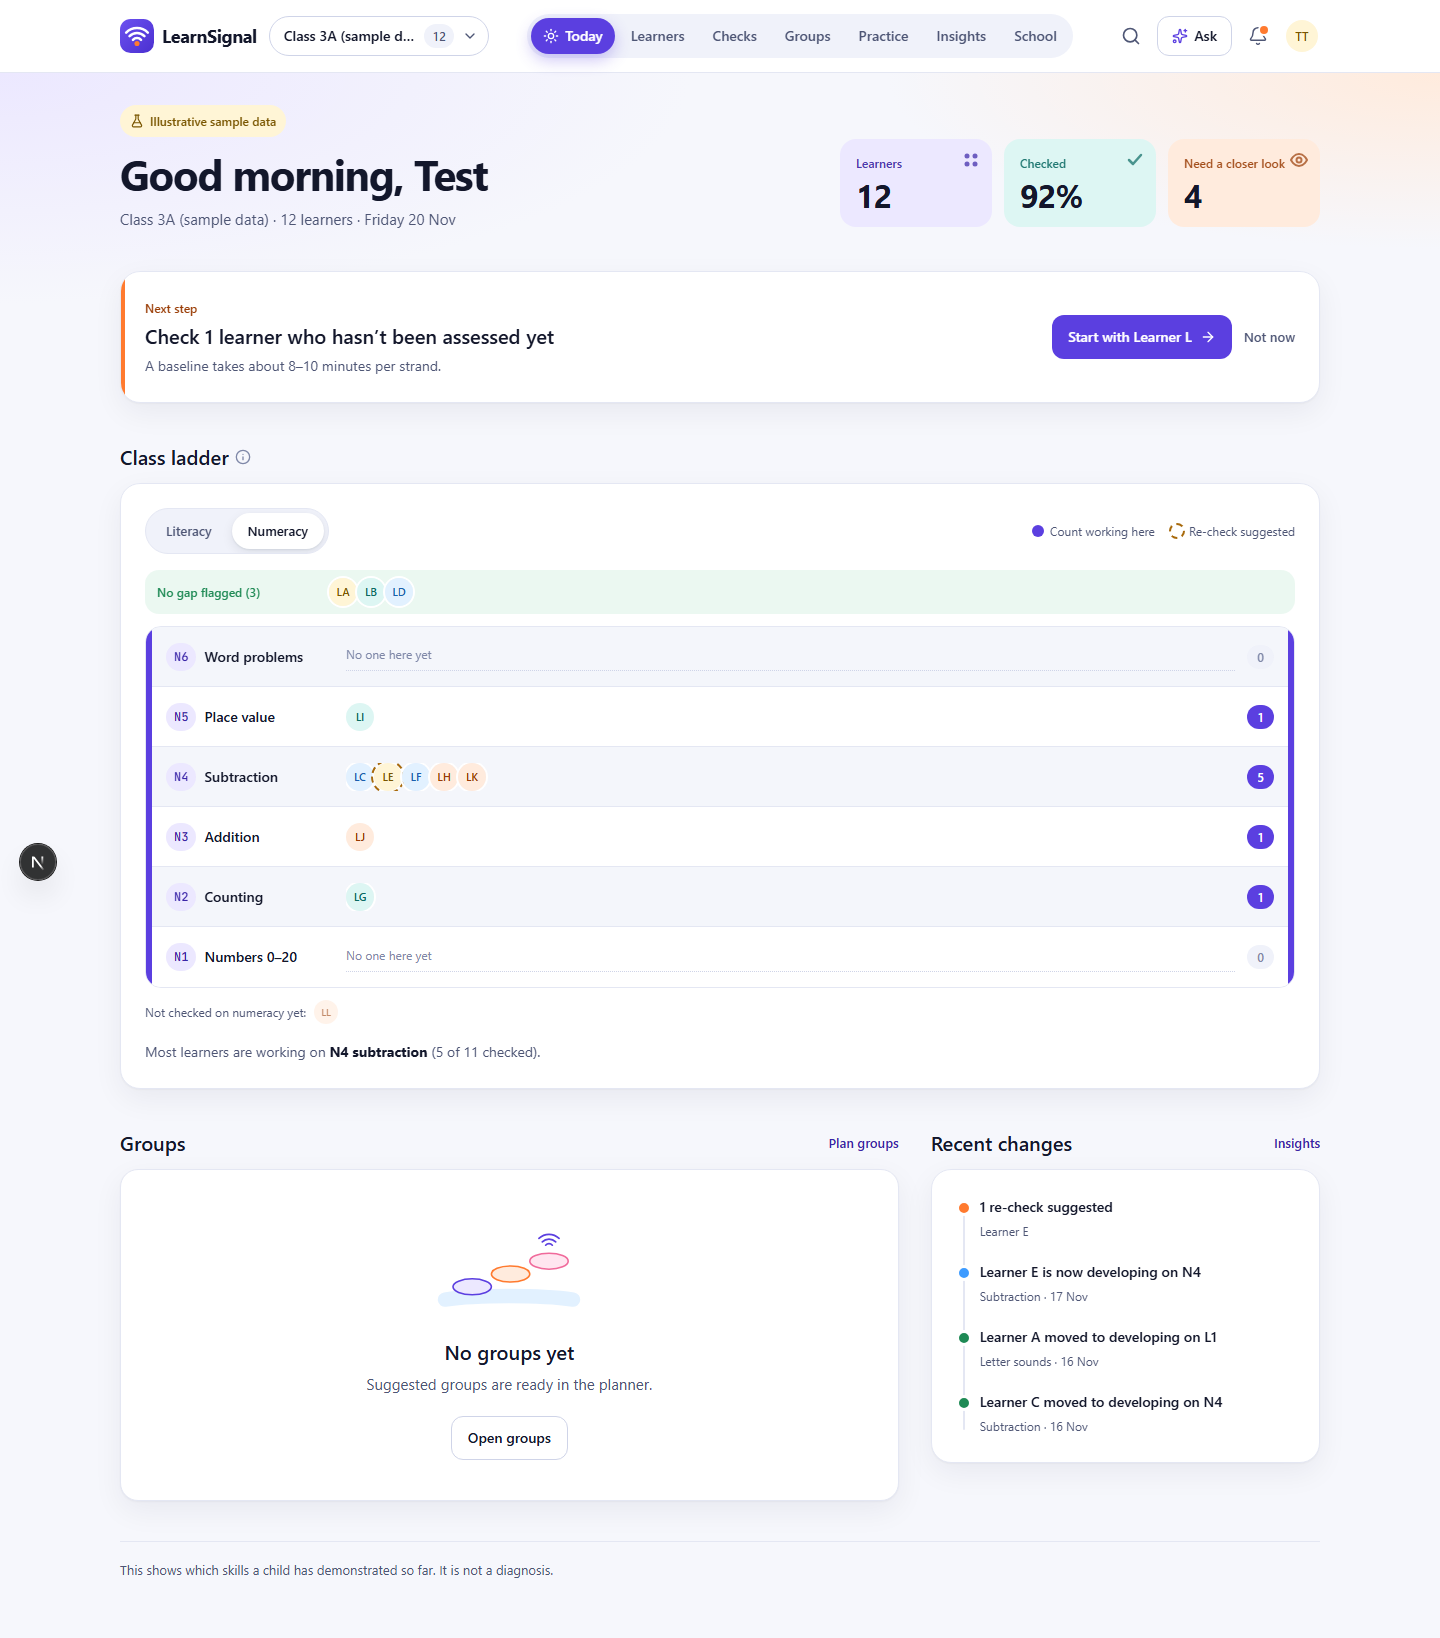 LearnSignal
Class 3A (sample d...
12
Today
Learners
Checks
Groups
Practice
Insights
School
Ask
TT
Illustrative sample data
Good morning, Test
Class 3A (sample data) · 12 learners · Friday 20 Nov
Learners
12
Checked
92%
Need a closer look
4
Next step
Check 1 learner who hasn’t been assessed yet
A baseline takes about 8–10 minutes per strand.
Start with Learner L
Not now
Class ladder
Literacy
Numeracy
Count working here
Re-check suggested
No gap flagged (3)
LA
LB
LD
N6 Word problems
No one here yet
0
N5 Place value
LI
1
N4 Subtraction
LC
LE
LF
LH
LK
5
N3 Addition
LJ
1
N2 Counting
LG
1
N1 Numbers 0–20
No one here yet
0
N
Not checked on numeracy yet:
LL
Most learners are working on N4 subtraction (5 of 11 checked).
Groups
Plan groups
No groups yet
Suggested groups are ready in the planner.
Open groups
Recent changes
Insights
1 re-check suggested
Learner E
Learner E is now developing on N4
Subtraction · 17 Nov
Learner A moved to developing on L1
Letter sounds · 16 Nov
Learner C moved to developing on N4
Subtraction · 16 Nov
This shows which skills a child has demonstrated so far. It is not a diagnosis.